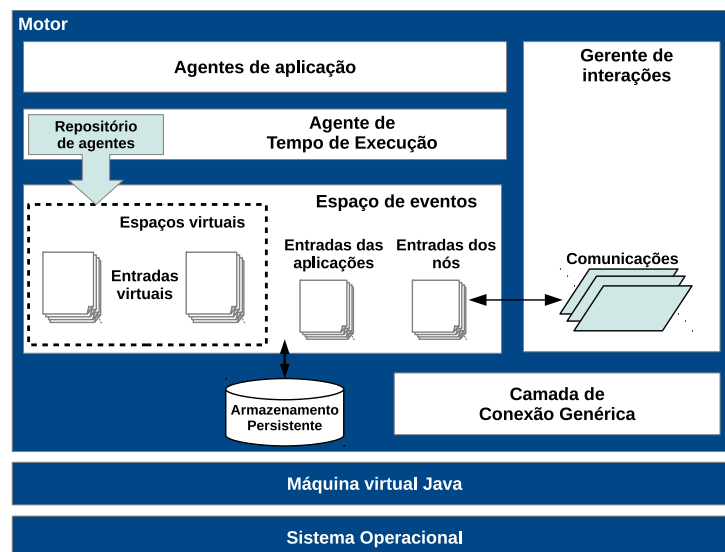 Motor
Agentes de aplicação
Gerente de
interações
Repositório
de agentes
Agente de
Tempo de Execução
Espaço de eventos
Espaços virtuais
Entradas
virtuais
Entradas das
aplicações
Entradas dos
nós
Comunicações
Armazenamento
Persistente
Camada de
Conexão Genérica
Máquina virtual Java
Sistema Operacional